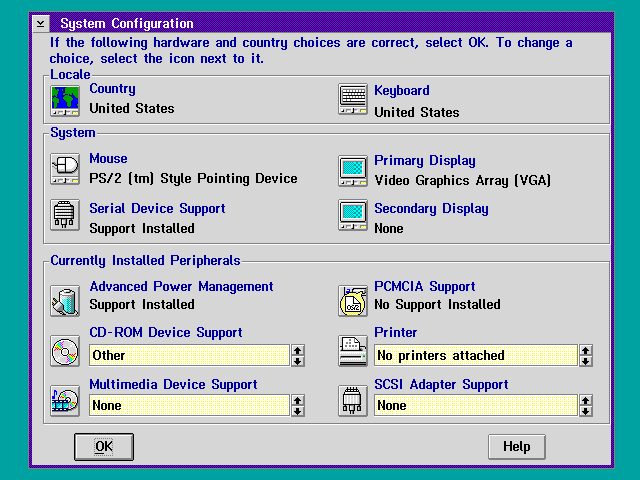 System Configuration
If the following hardware and country choices are correct, select OK. To change a
choice, select the icon next to it.
Locale
Country
United States
Keyboard
United States
System
Mouse
PS/2 (tm) Style Pointing Device
Primary Display
Video Graphics Array (VGA)
Serial Device Support
Support Installed
Secondary Display
None
Currently Installed Peripherals
Advanced Power Management
Support Installed
PCMCIA Support
No Support Installed
CD-ROM Device Support
Other
Printer
No printers attached
Multimedia Device Support
None
SCSI Adapter Support
None
OK
Help